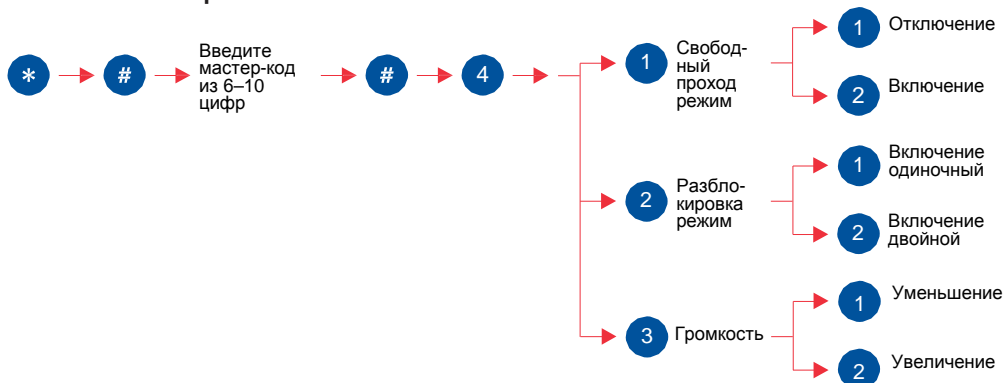 * # Введите
мастер-код
из 6–10
цифр
# 4
1 Свобод-
ный
проход
режим
1 Отключение
2 Включение
2 Разбло-
кировка
режим
1 Включение
одиночный
2 Включение
двойной
3 Громкость
1 Уменьшение
2 Увеличение